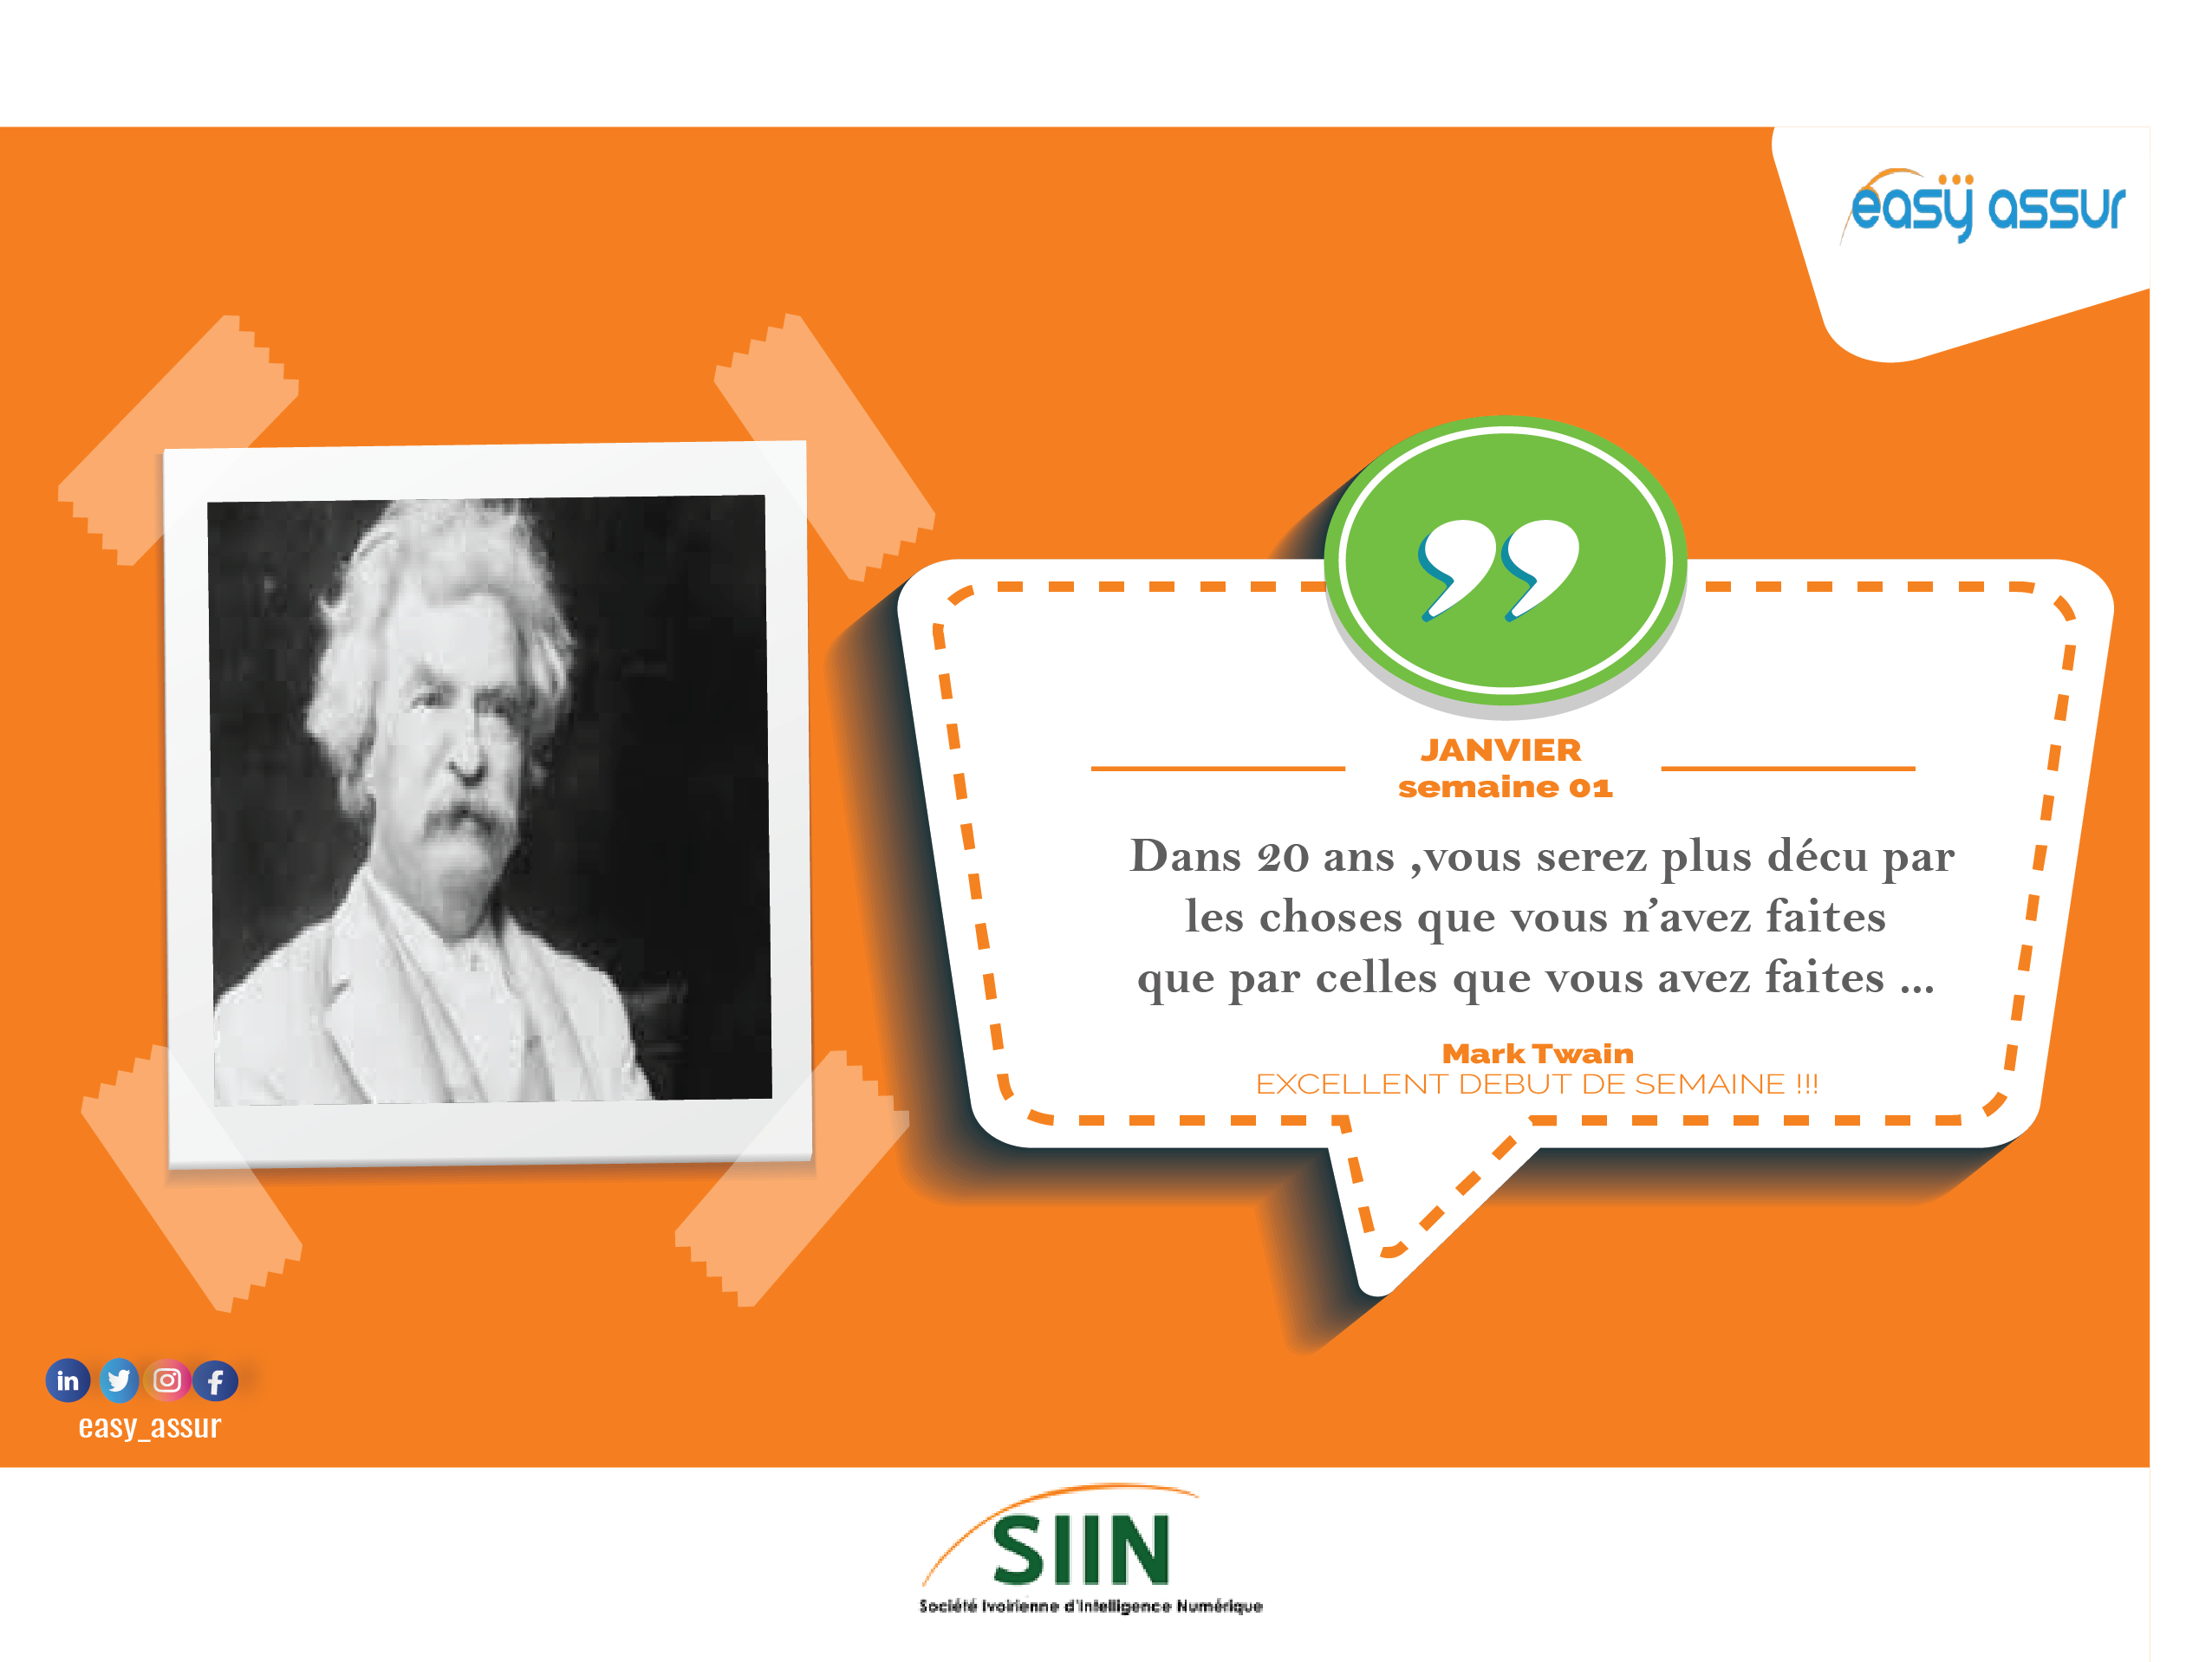 easÿ assur
JANVIER
semaine 01
Dans 20 ans ,vous serez plus décu par
les choses que vous n’avez faites
que par celles que vous avez faites ...
Mark Twain
EXCELLENT DEBUT DE SEMAINE !!!
easy_assur
SIIN
Société Ivoirienne d'Intelligence Numérique